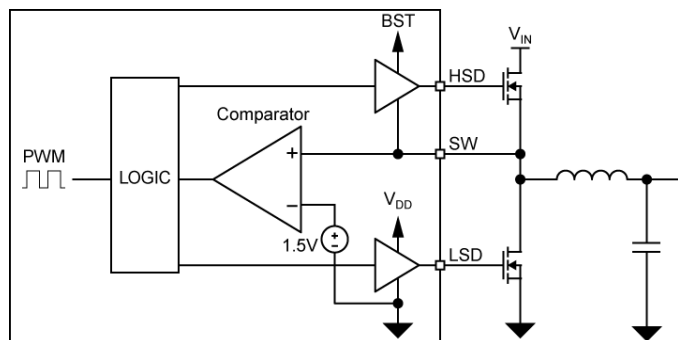 BST
V_IN
HSD
Comparator
+
SW
PWM
LOGIC
−
V_DD
1.5V
+
−
LSD